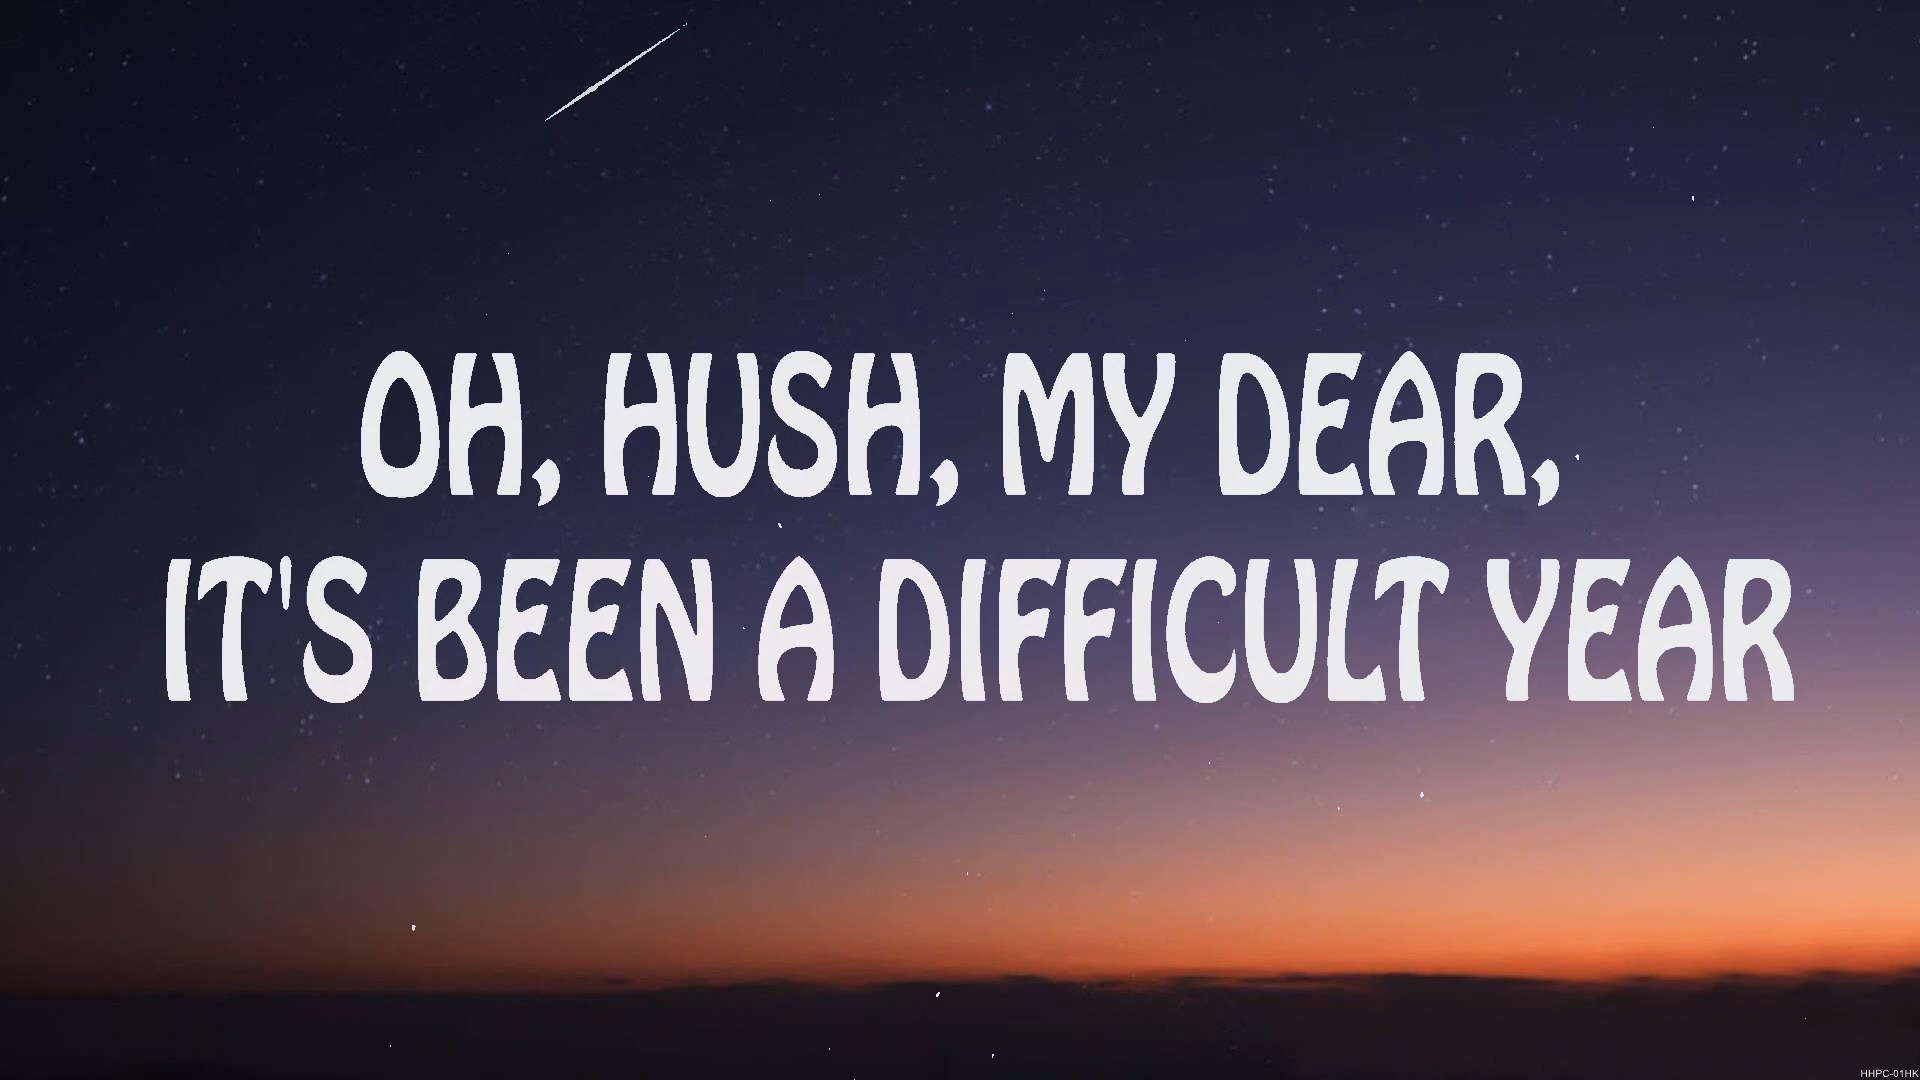 OH, HUSH, MY DEAR,
IT'S BEEN A DIFFICULT YEAR
HHPC-01HK